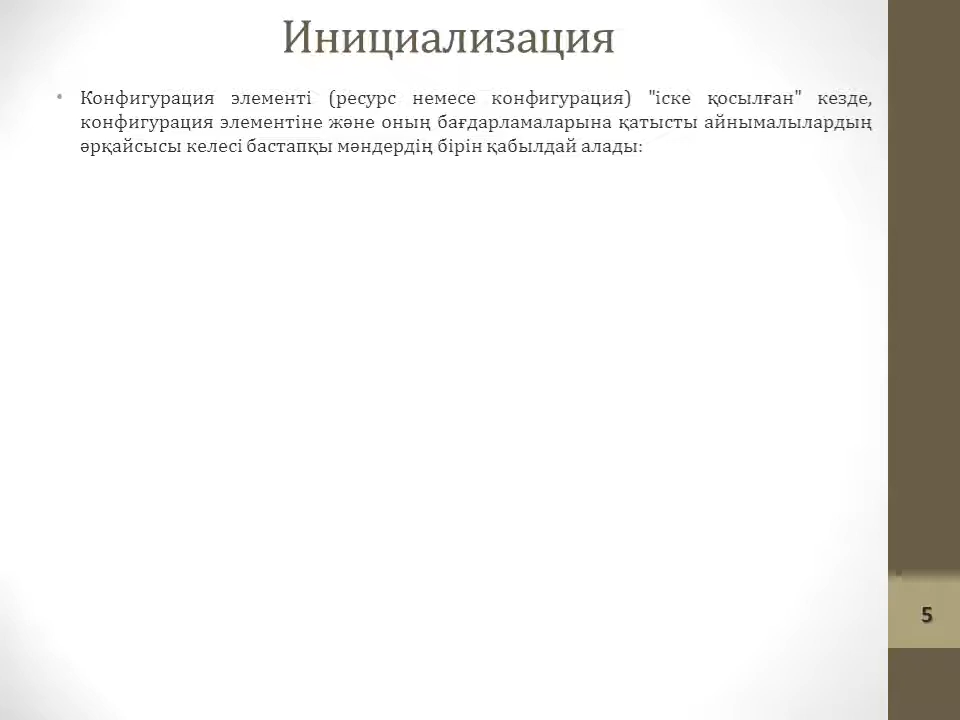 Инициализация
• Конфигурация элементі (ресурс немесе конфигурация) "іске қосылған" кезде,
конфигурация элементіне және оның бағдарламаларына қатысты айнымалылардың
әрқайсысы келесі бастапқы мәндердің бірін қабылдай алады:
5